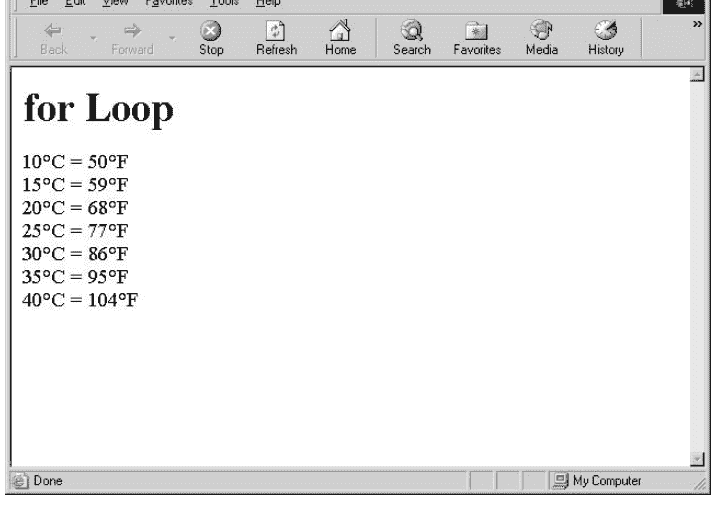 File Edit View Favorites Tools Help
Back Forward Stop Refresh Home Search Favorites Media History »
for Loop
10°C = 50°F
15°C = 59°F
20°C = 68°F
25°C = 77°F
30°C = 86°F
35°C = 95°F
40°C = 104°F
Done My Computer